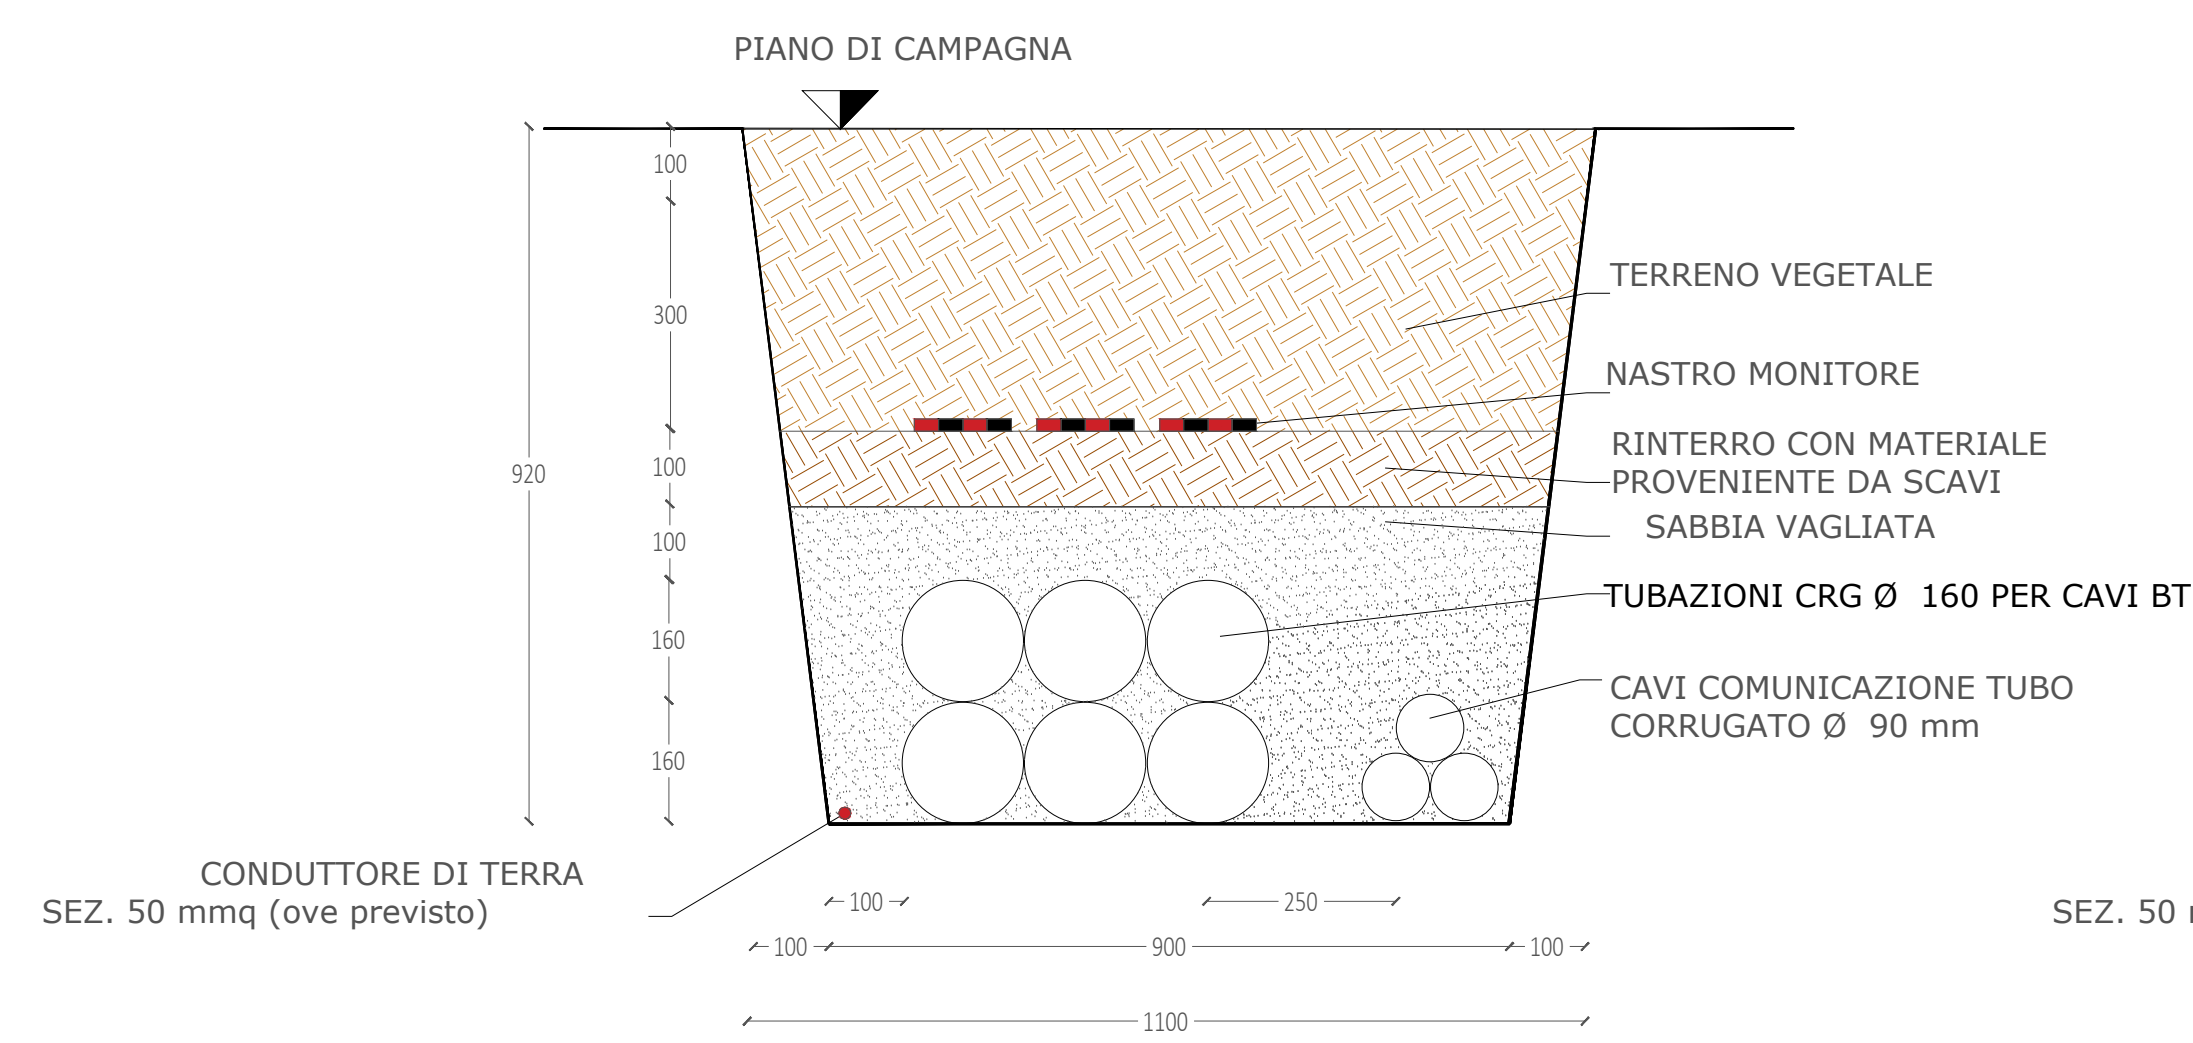 PIANO DI CAMPAGNA
100
300
TERRENO VEGETALE
NASTRO MONITORE
RINTERRO CON MATERIALE
PROVENIENTE DA SCAVI
100
920
SABBIA VAGLIATA
100
TUBAZIONI CRG Ø 160 PER CAVI BT
160
CAVI COMUNICAZIONE TUBO
CORRUGATO Ø 90 mm
160
CONDUTTORE DI TERRA
SEZ. 50 mmq (ove previsto)
SEZ. 50
100
250
100
900
100
1100